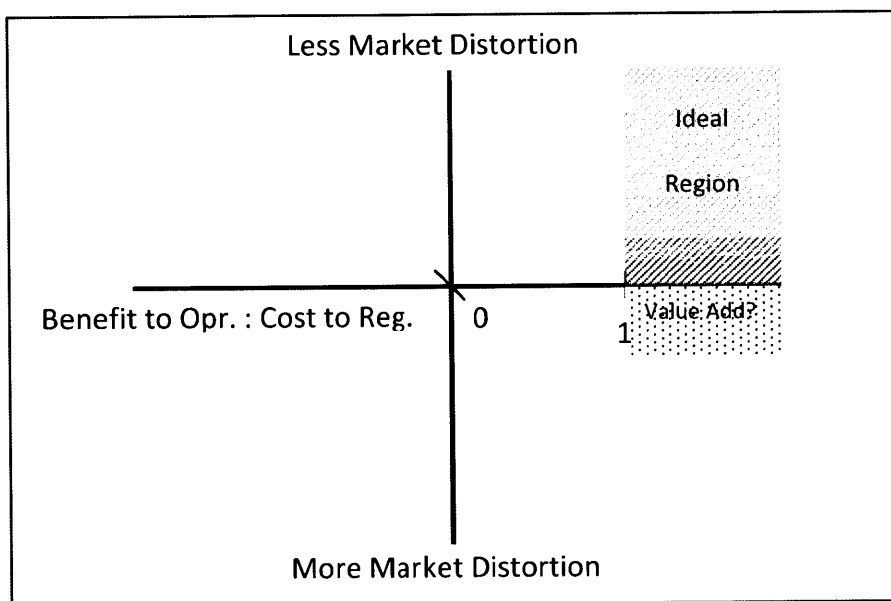 Less Market Distortion
Ideal
Region
Benefit to Opr. : Cost to Reg.
0
1
Value Add?
More Market Distortion